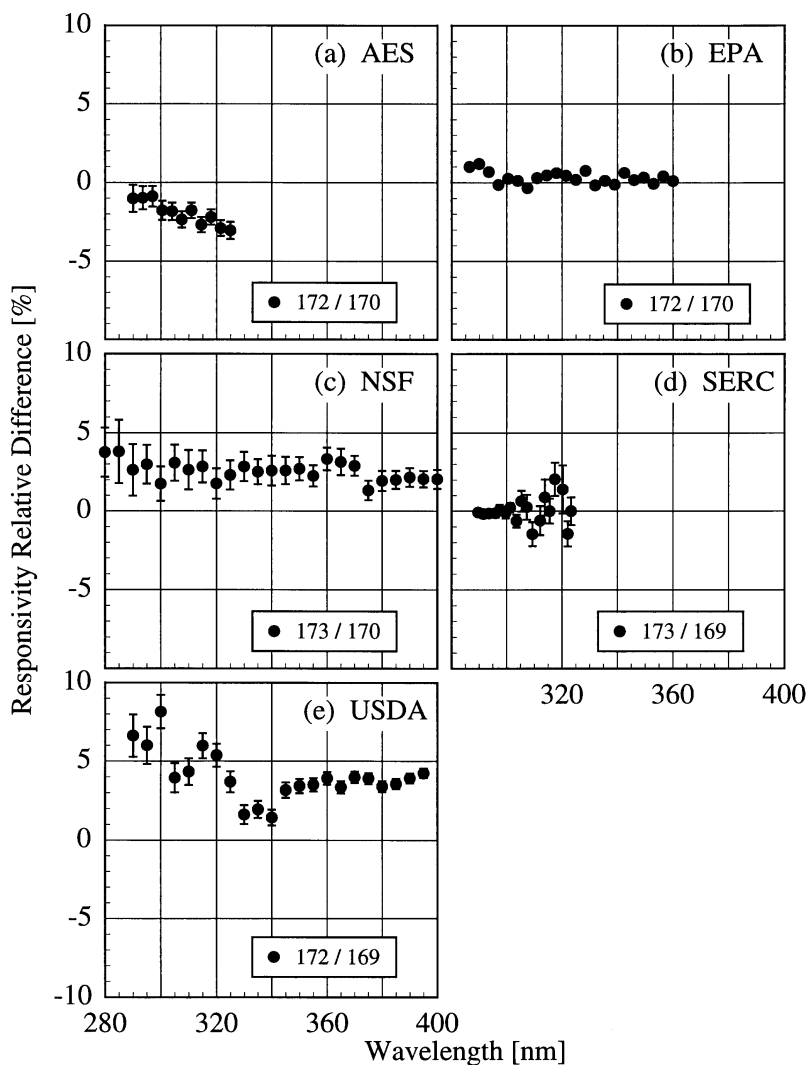 Responsivity Relative Difference [%]
10
5
0
-5
(a) AES
172 / 170
(b) EPA
172 / 170
10
5
0
-5
(c) NSF
173 / 170
(d) SERC
173 / 169
320
360
400
10
5
0
-5
-10
(e) USDA
172 / 169
280
320
360
400
Wavelength [nm]